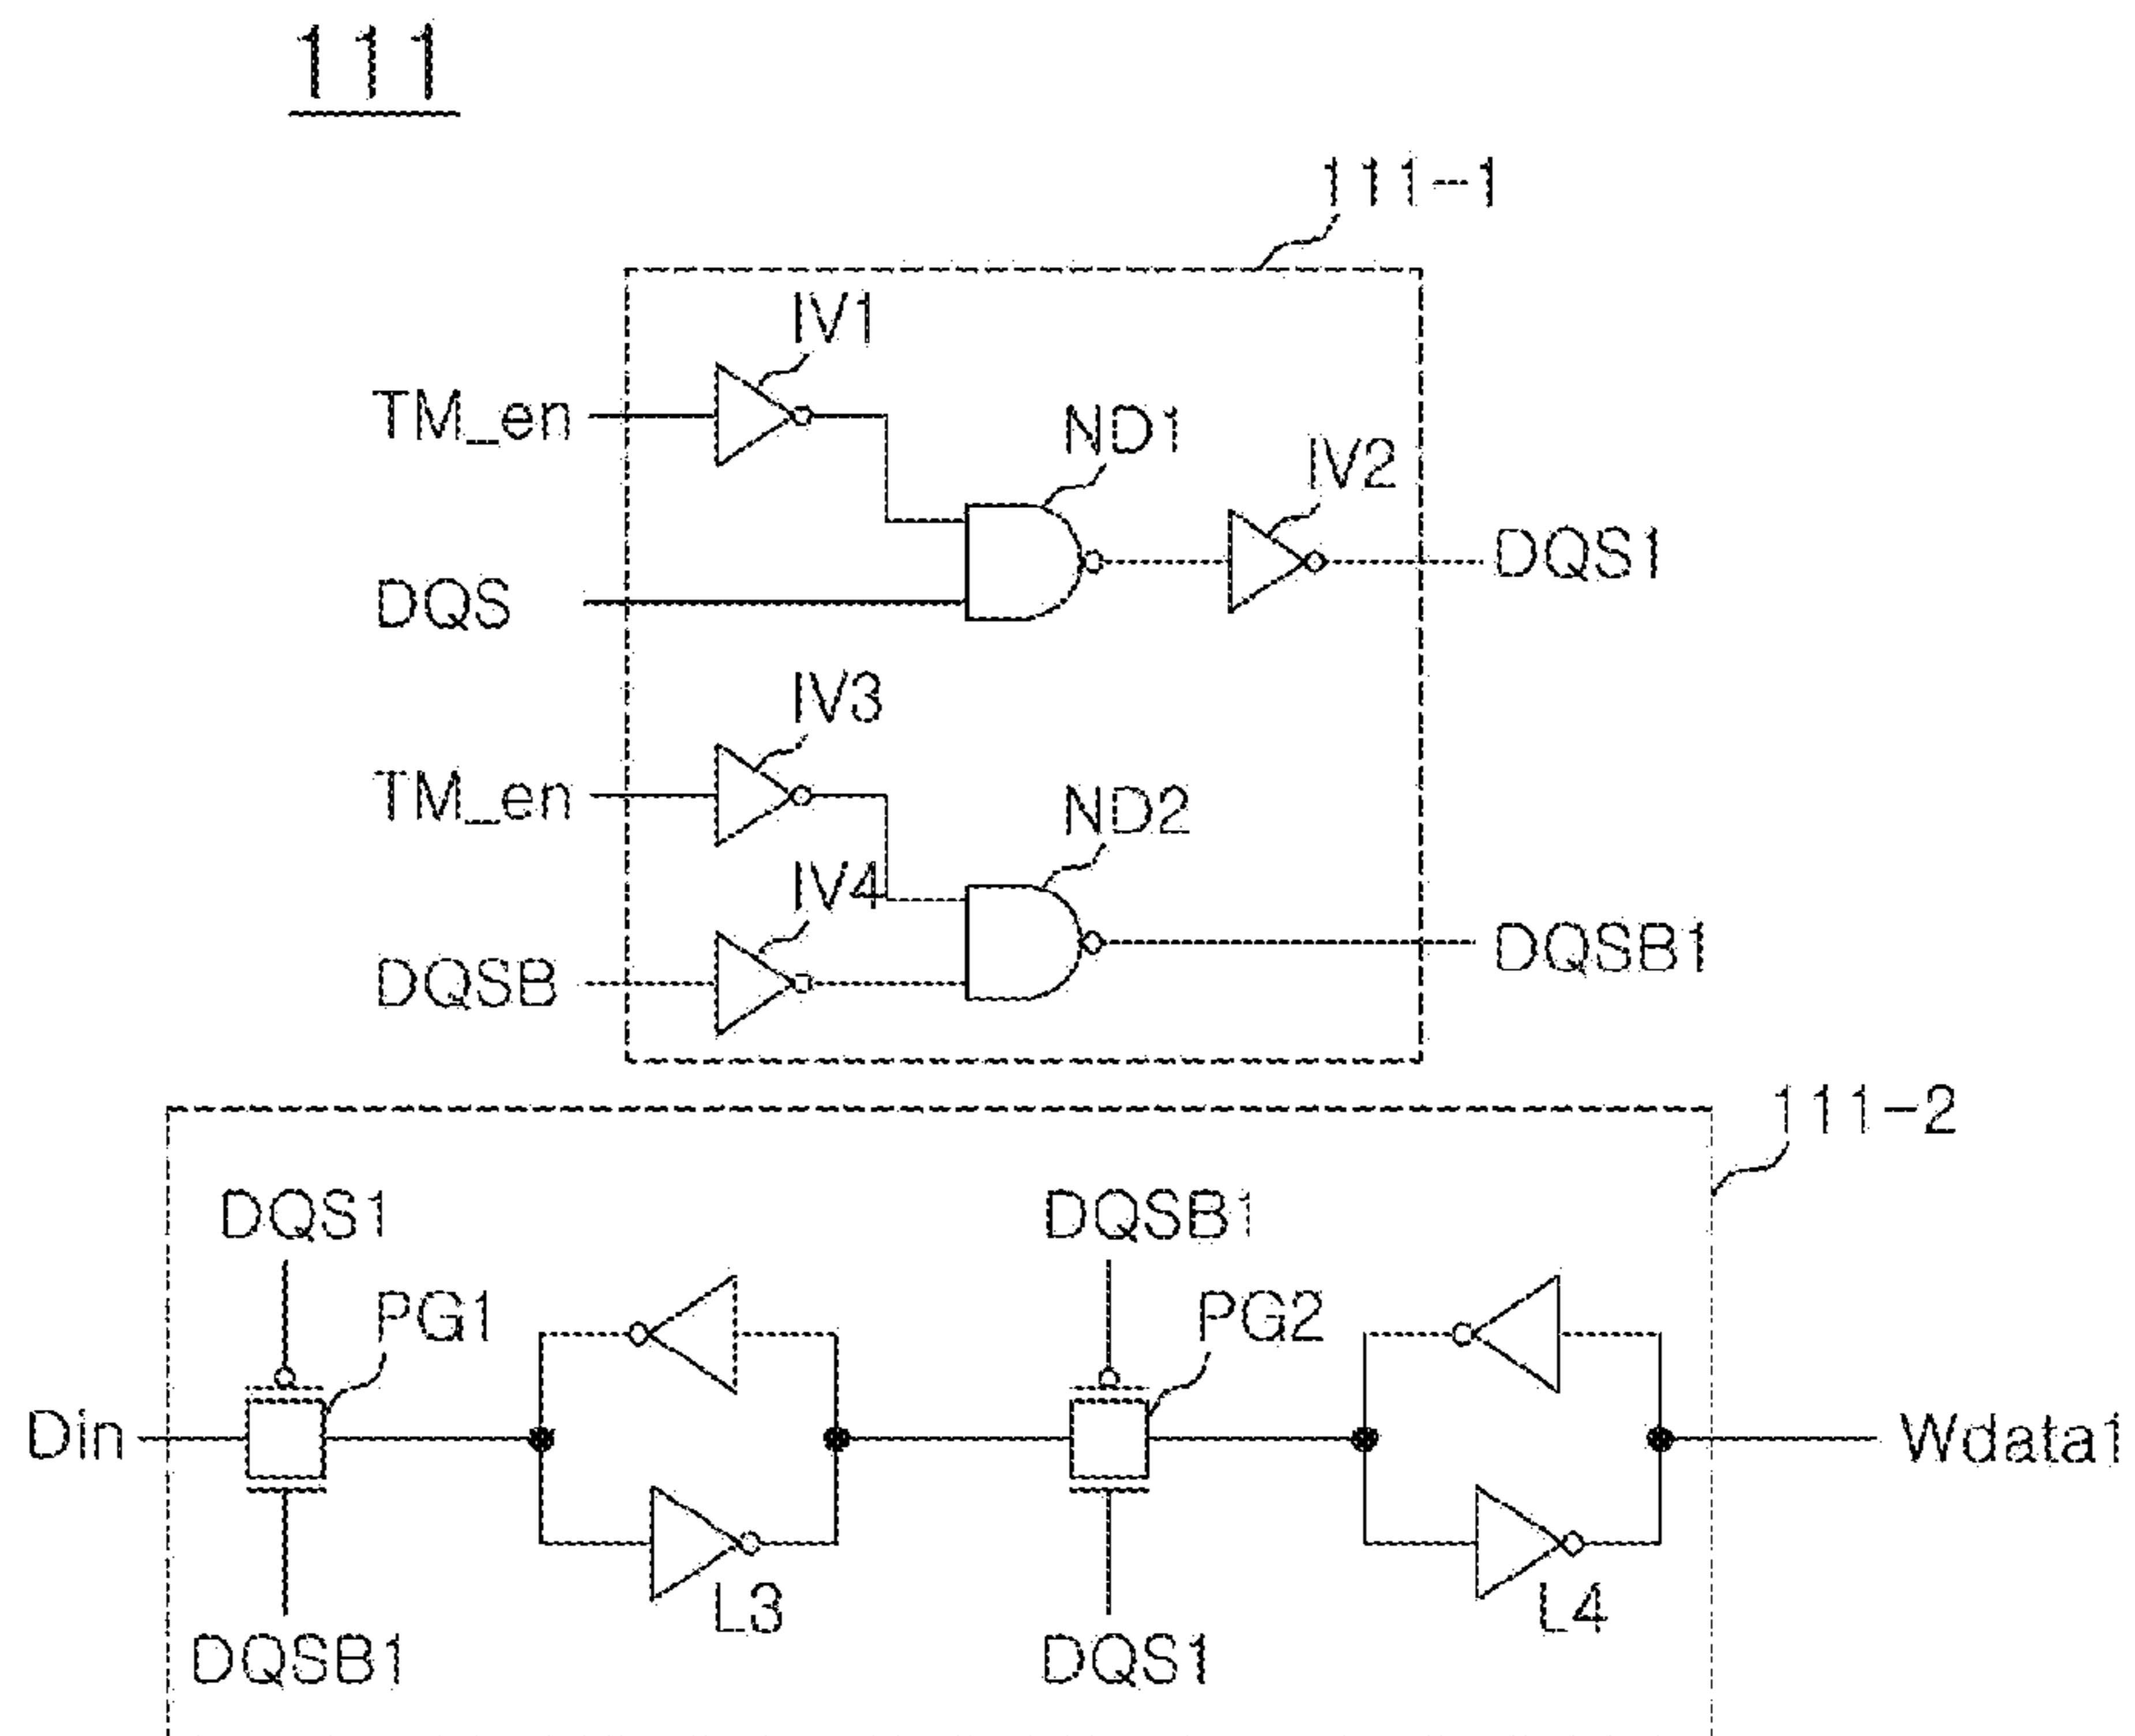 111
111-1
IV1
TM_en
ND1
IV2
DQS1
DQS
IV3
TM_en
ND2
IV4
DQSB1
DQSB
111-2
DQS1
DQSB1
PG1
PG2
Din
Wdata1
L3
L4
DQSB1
DQS1